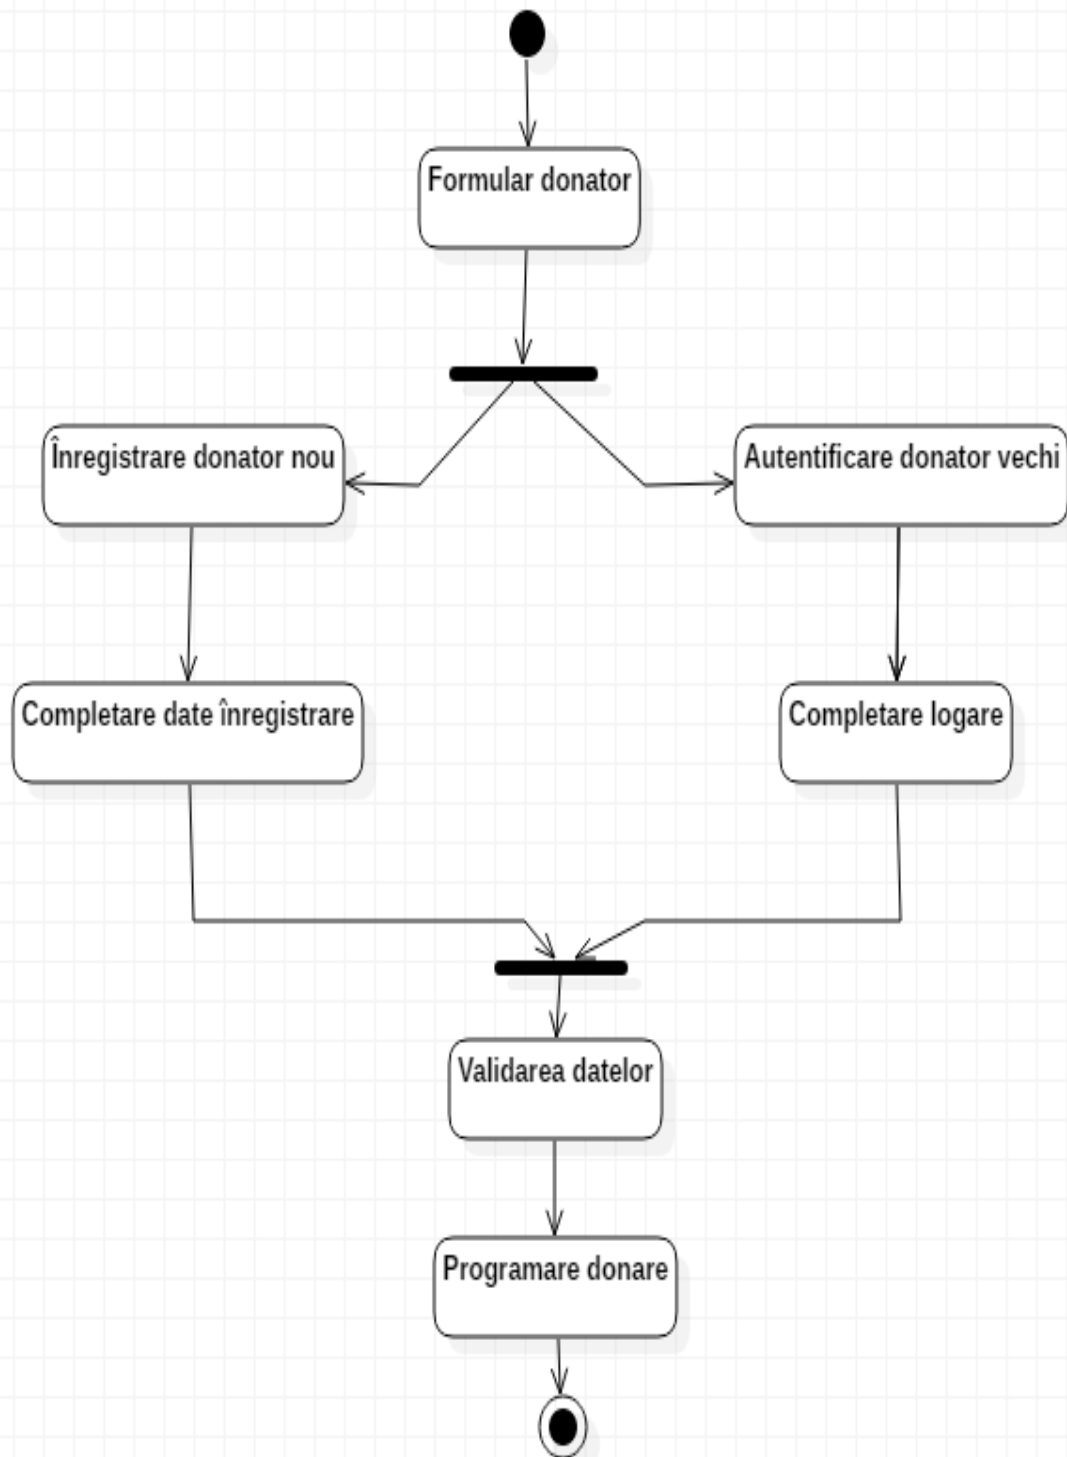 Formular donator
Înregistrare donator nou
Autentificare donator vechi
Completare date înregistrare
Completare logare
Validarea datelor
Programare donare